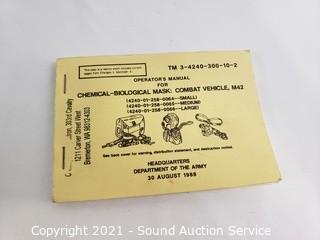 This copy is a reprint which includes current
pages from Changes 1 through 3.
TM 3-4240-300-10-2
OPERATOR'S MANUAL
FOR
CHEMICAL-BIOLOGICAL MASK: COMBAT VEHICLE, M42
(4240-01-258-0064—SMALL)
(4240-01-258-0065—MEDIUM)
(4240-01-258-0066—LARGE)
303rd Cavalry
1211 Carver Street West
Bremerton, WA 98312-4303
See back cover for warning, distribution statement, and destruction notice.
HEADQUARTERS
DEPARTMENT OF THE ARMY
30 AUGUST 1988
Copyright 2021 - Sound Auction Service